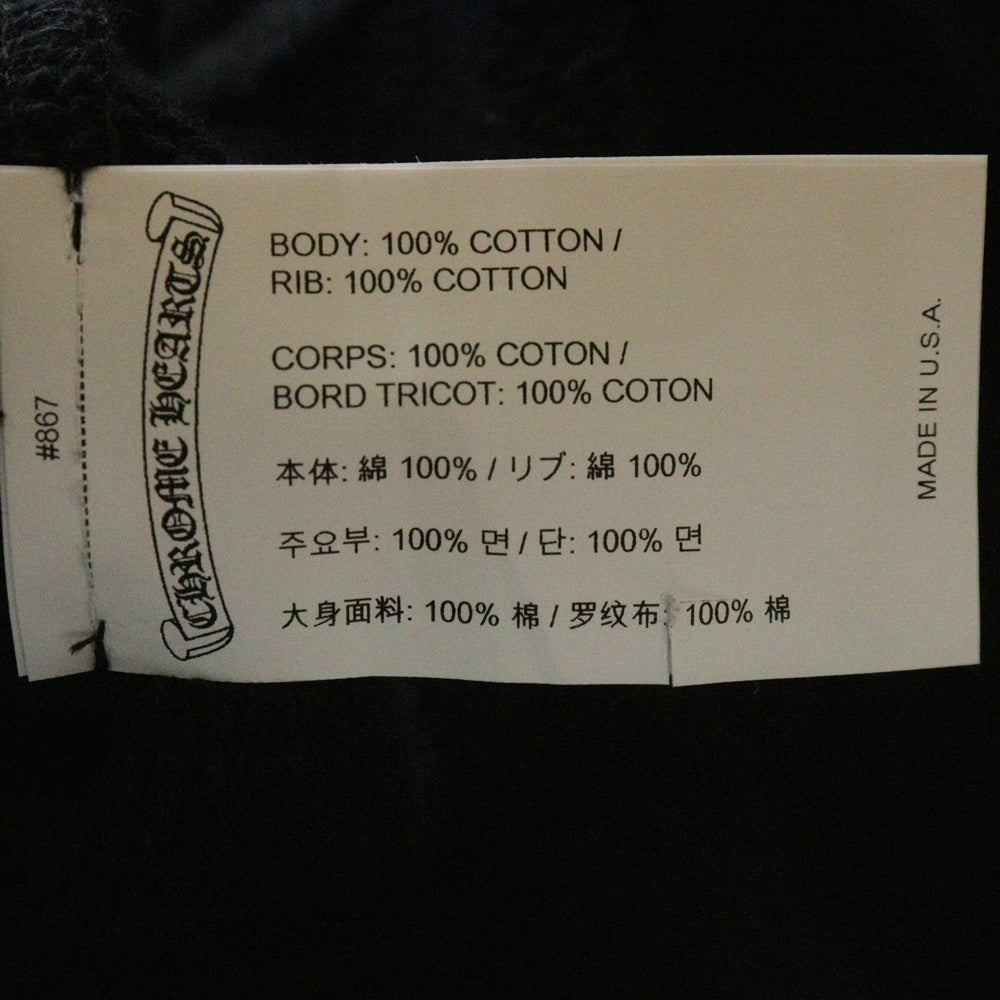 #867
CHROME HEARTS
BODY: 100% COTTON /
RIB: 100% COTTON
CORPS: 100% COTON /
BORD TRICOT: 100% COTON
本体: 綿 100% / リブ: 綿 100%
주요부: 100% 면 / 단: 100% 면
大身面料: 100% 棉 / 罗纹布: 100% 棉
MADE IN U.S.A.